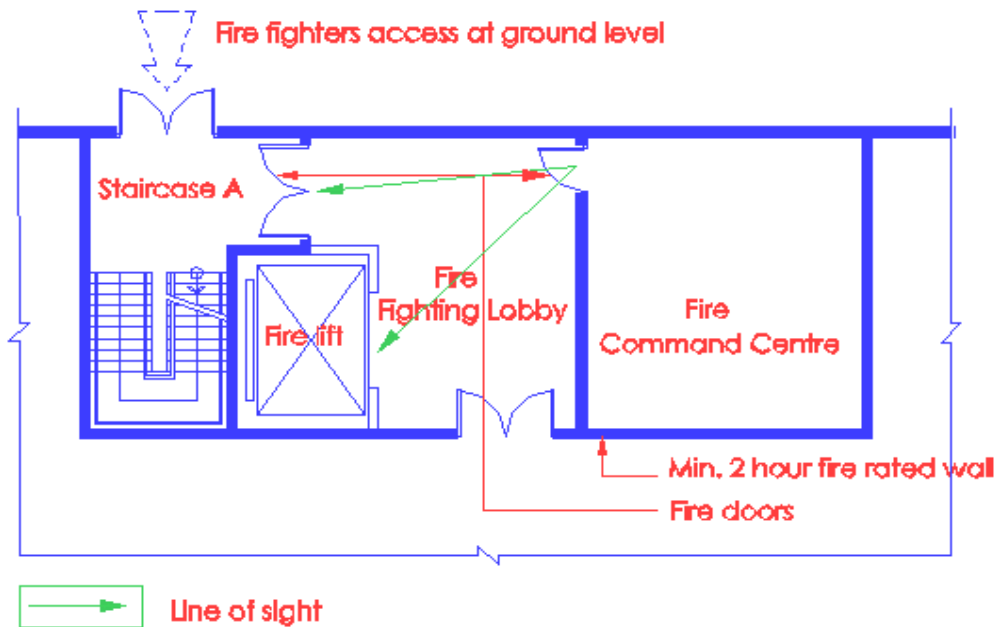 Fire fighters access at ground level
Staircase A
Fire
Fighting Lobby
Fire lift
Fire
Command Centre
Min. 2 hour fire rated wall
Fire doors
Line of sight